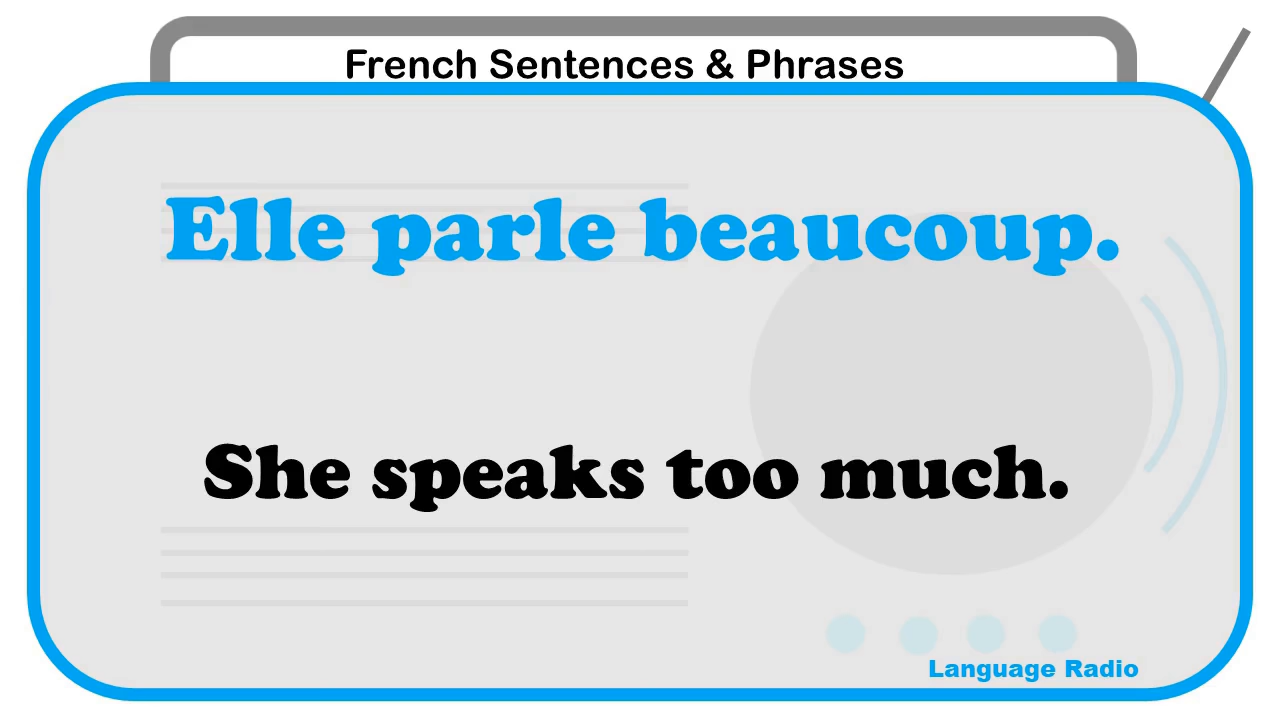 French Sentences & Phrases
Elle parle beaucoup.
She speaks too much.
Language Radio